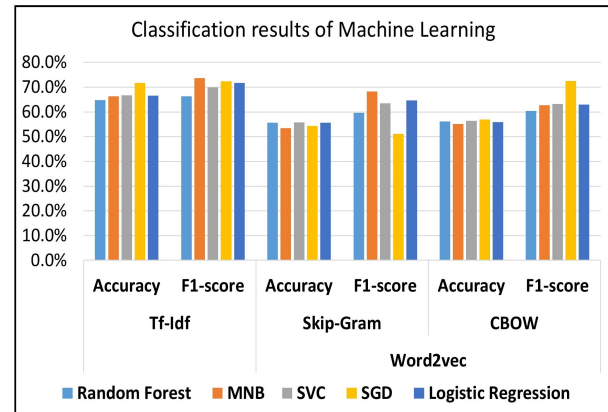 Classification results of Machine Learning
80.0%
70.0%
60.0%
50.0%
40.0%
30.0%
20.0%
10.0%
0.0%
Accuracy F1-score Accuracy F1-score Accuracy F1-score
Tf-Idf Skip-Gram CBOW
Word2vec
Random Forest MNB SVC SGD Logistic Regression